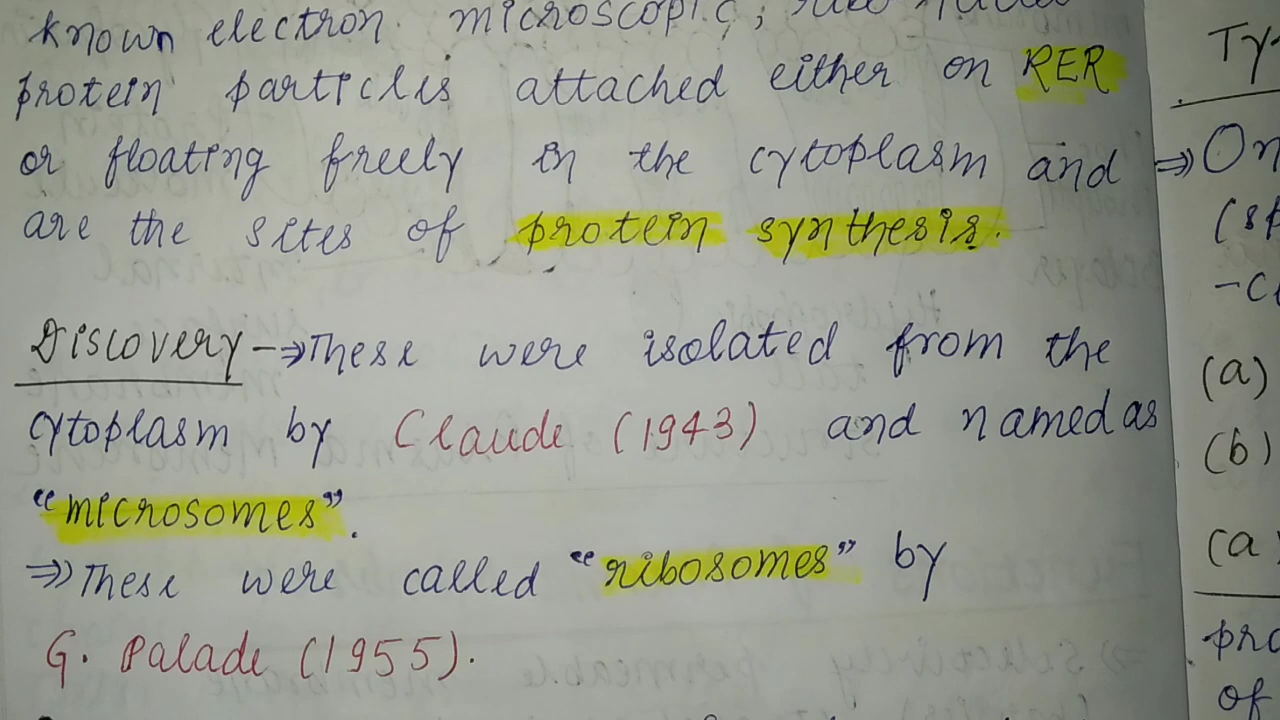 known electron microscopic,
protein particles attached either on RER
or floating freely in the cytoplasm and
are the sites of protein synthesis.
Discovery -⇒ These were isolated from the
cytoplasm by Claude (1943) and named as
"microsomes".
⇒ These were called "ribosomes" by
G. Palade (1955).
Ty
⇒ On
(a)
(b)
(a
of